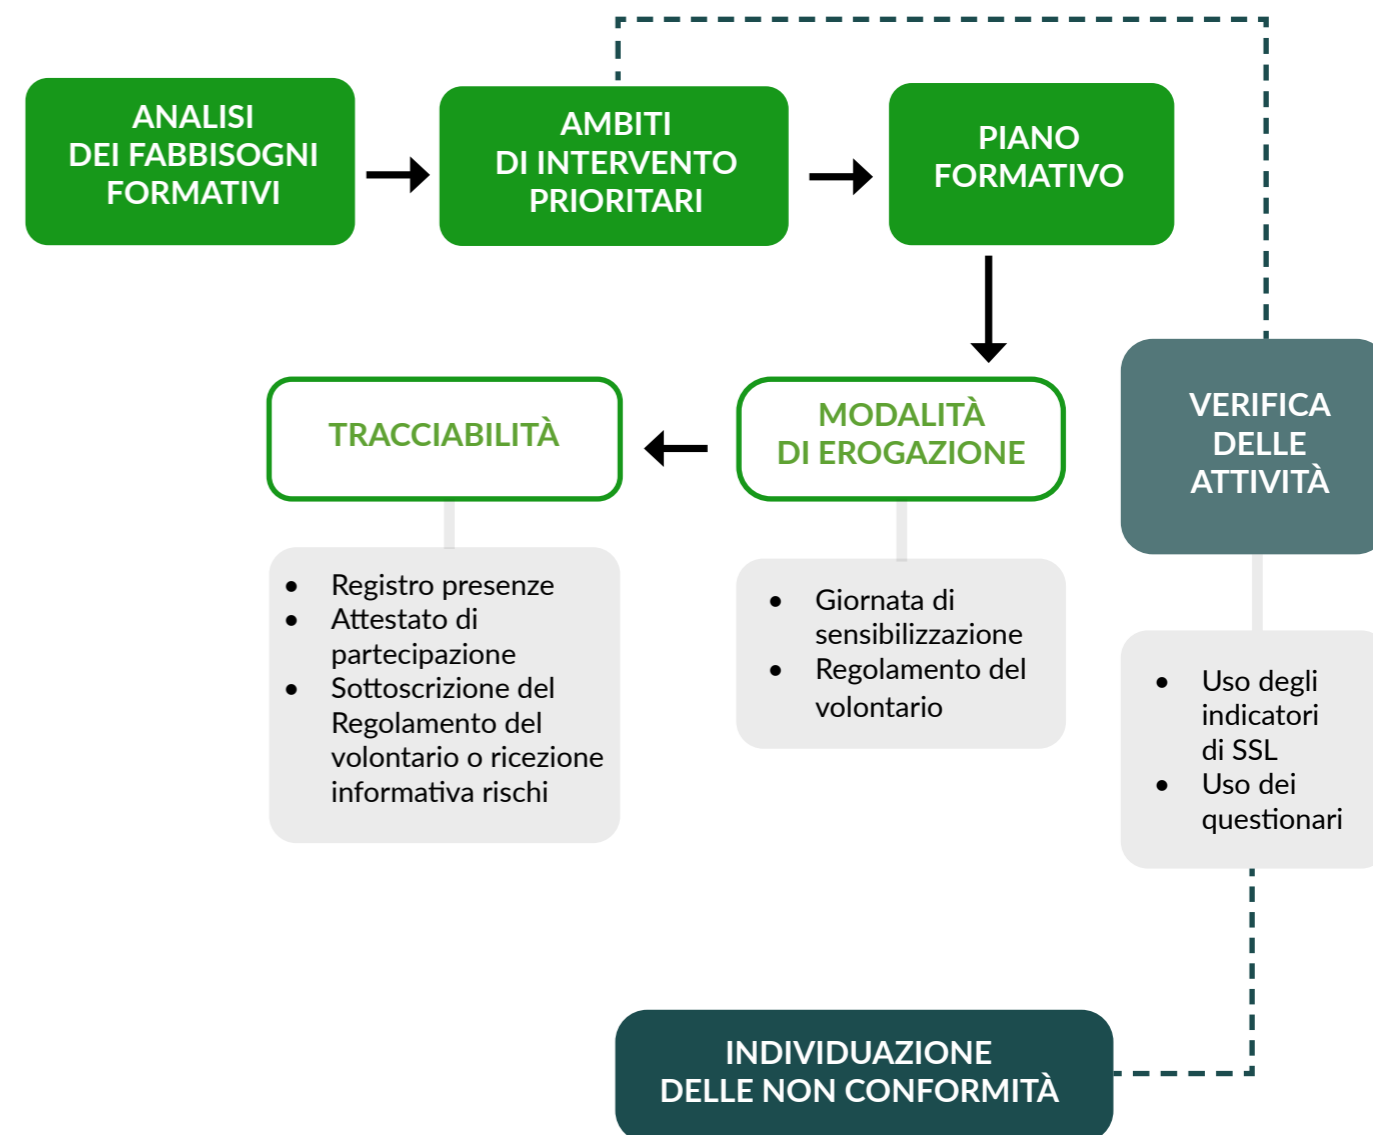 ANALISI
DEI FABBISOGNI
FORMATIVI
AMBITI
DI INTERVENTO
PRIORITARI
PIANO
FORMATIVO
TRACCIABILITÀ
MODALITÀ
DI EROGAZIONE
VERIFICA
DELLE
ATTIVITÀ
• Registro presenze
• Attestato di
partecipazione
• Sottoscrizione del
Regolamento del
volontario o ricezione
informativa rischi
• Giornata di
sensibilizzazione
• Regolamento del
volontario
• Uso degli
indicatori
di SSL
• Uso dei
questionari
INDIVIDUAZIONE
DELLE NON CONFORMITÀ